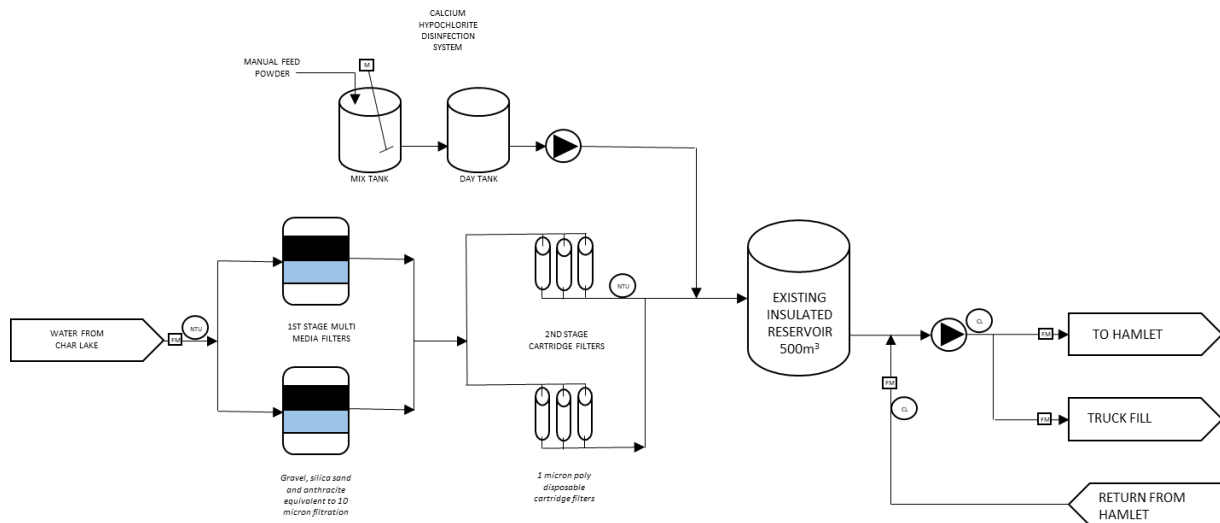 CALCIUM
HYPOCHLORITE
DISINFECTION
SYSTEM
MANUAL FEED
POWDER
M
MIX TANK
DAY TANK
WATER FROM
CHAR LAKE
FM
NTU
1ST STAGE MULTI
MEDIA FILTERS
Gravel, silica sand
and anthracite
equivalent to 10
micron filtration
NTU
2ND STAGE
CARTRIDGE FILTERS
1 micron poly
disposable
cartridge filters
EXISTING
INSULATED
RESERVOIR
500m³
CL
FM
TO HAMLET
FM
TRUCK FILL
FM
CL
RETURN FROM
HAMLET